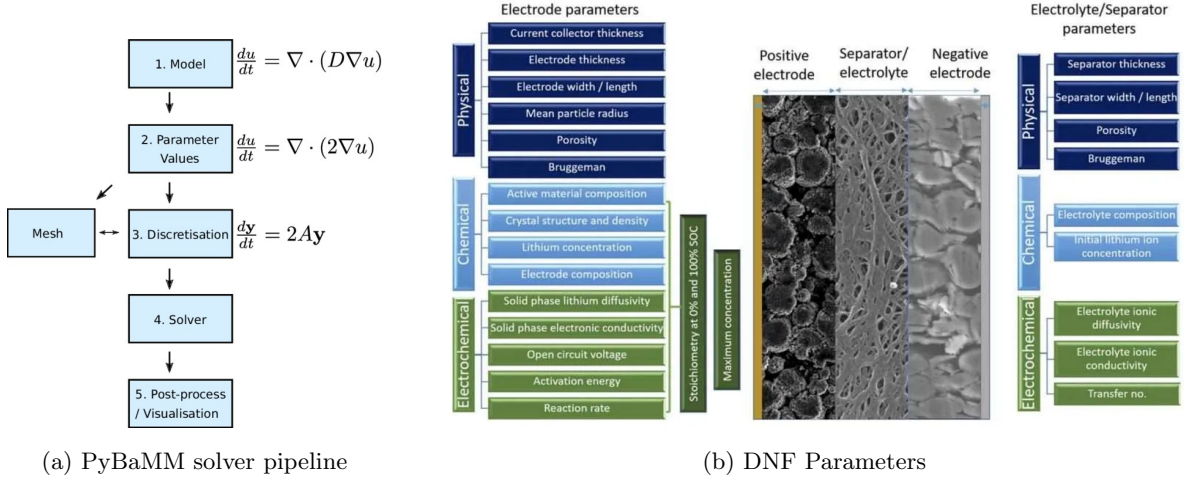 1. Model
du/dt = ∇ · (D∇u)
2. Parameter
Values
du/dt = ∇ · (2∇u)
Mesh
3. Discretisation
dy/dt = 2Ay
4. Solver
5. Post-process
/ Visualisation
(a) PyBaMM solver pipeline
Electrode parameters
Physical
Current collector thickness
Electrode thickness
Electrode width / length
Mean particle radius
Porosity
Bruggeman
Chemical
Active material composition
Crystal structure and density
Lithium concentration
Electrode composition
Electrochemical
Solid phase lithium diffusivity
Solid phase electronic conductivity
Open circuit voltage
Activation energy
Reaction rate
Stoichiometry at 0% and 100% SOC
Maximum concentration
Positive
electrode
Separator/
electrolyte
Negative
electrode
Electrolyte/Separator
parameters
Physical
Separator thickness
Separator width / length
Porosity
Bruggeman
Chemical
Electrolyte composition
Initial lithium ion
concentration
Electrochemical
Electrolyte ionic
diffusivity
Electrolyte ionic
conductivity
Transfer no.
(b) DNF Parameters